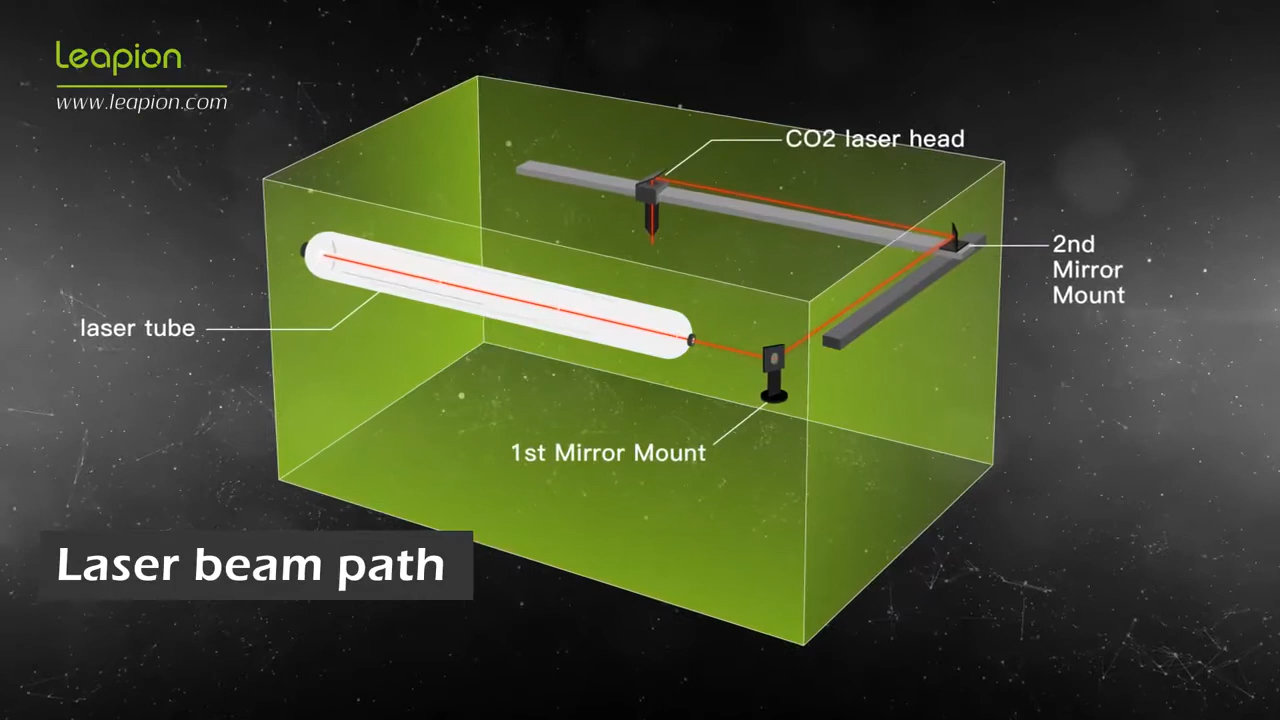 Leapion
www.leapion.com
CO2 laser head
2nd
Mirror
Mount
laser tube
1st Mirror Mount
Laser beam path